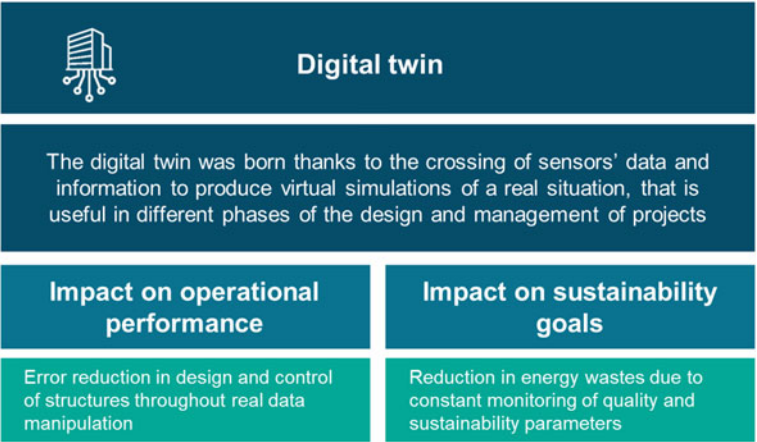 Digital twin
The digital twin was born thanks to the crossing of sensors’ data and
information to produce virtual simulations of a real situation, that is
useful in different phases of the design and management of projects
Impact on operational
performance
Impact on sustainability
goals
Error reduction in design and control
of structures throughout real data
manipulation
Reduction in energy wastes due to
constant monitoring of quality and
sustainability parameters